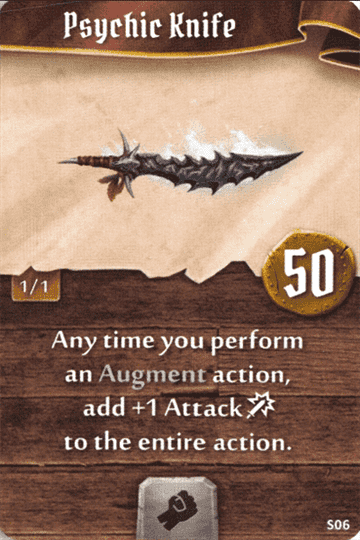 Psychic Knife
1/1
50
Any time you perform
an Augment action,
add +1 Attack
to the entire action.
S06